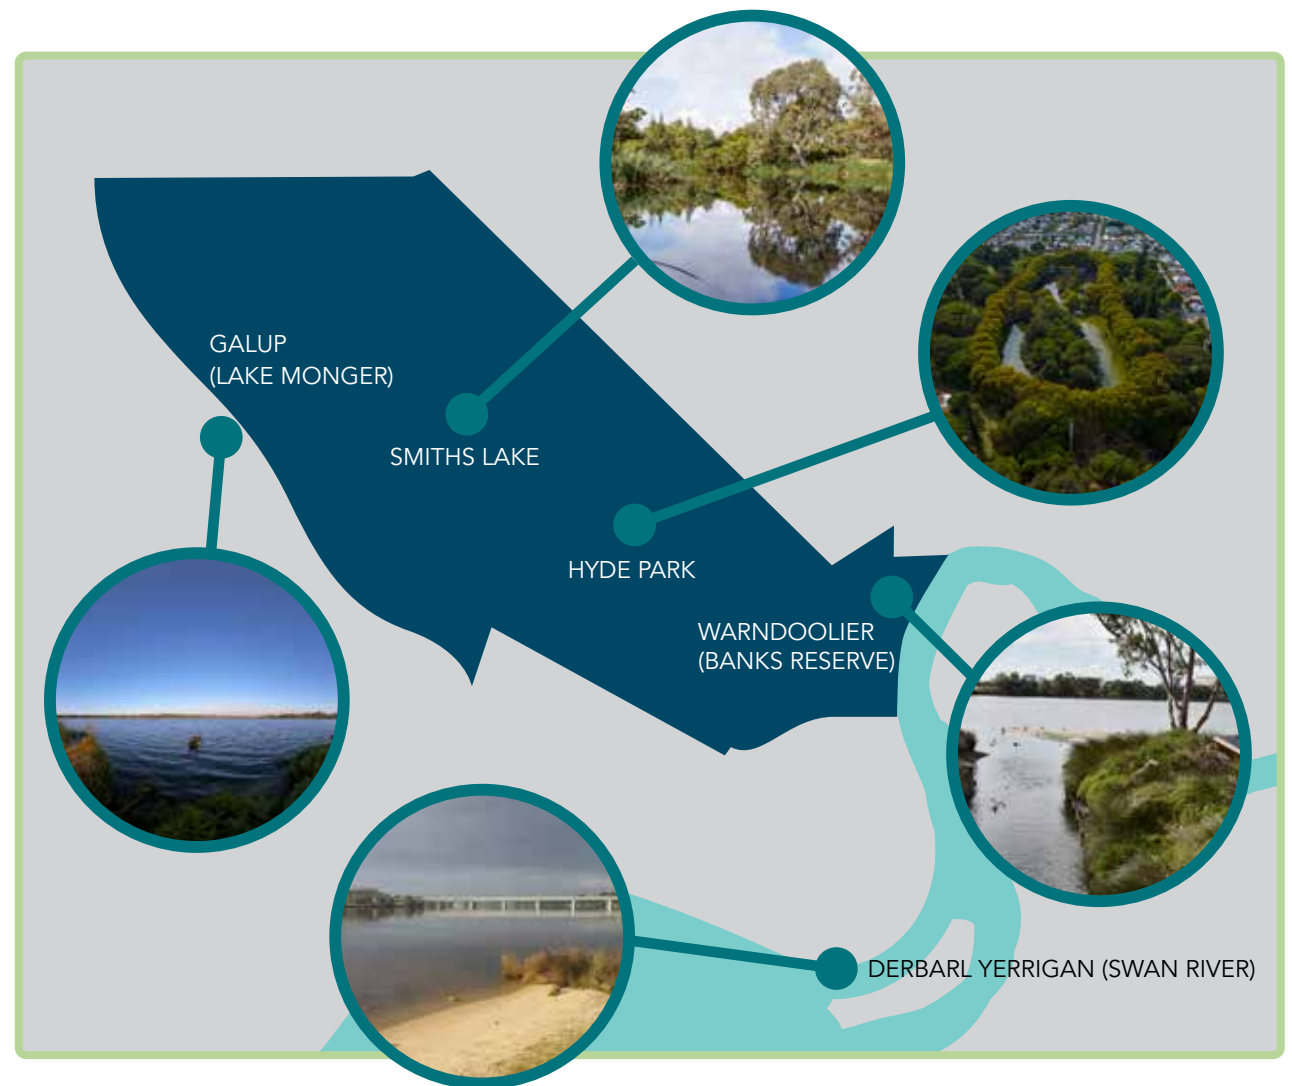 GALUP
(LAKE MONGER)
SMITHS LAKE
HYDE PARK
WARNDOOLIER
(BANKS RESERVE)
DERBARL YERRIGAN (SWAN RIVER)